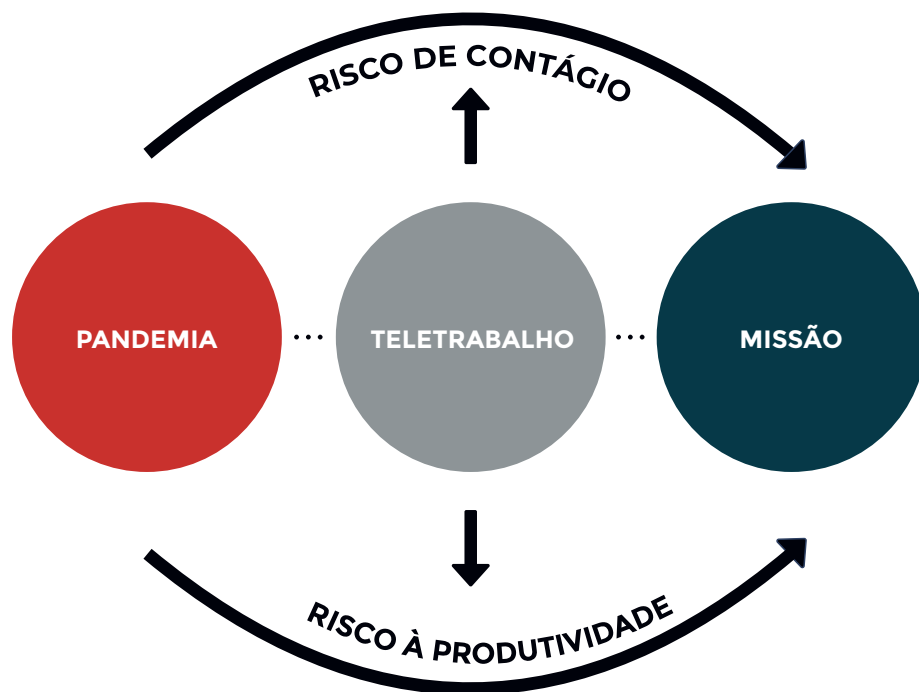 RISCO DE CONTÁGIO
PANDEMIA ... TELETRABALHO ... MISSÃO
RISCO À PRODUTIVIDADE